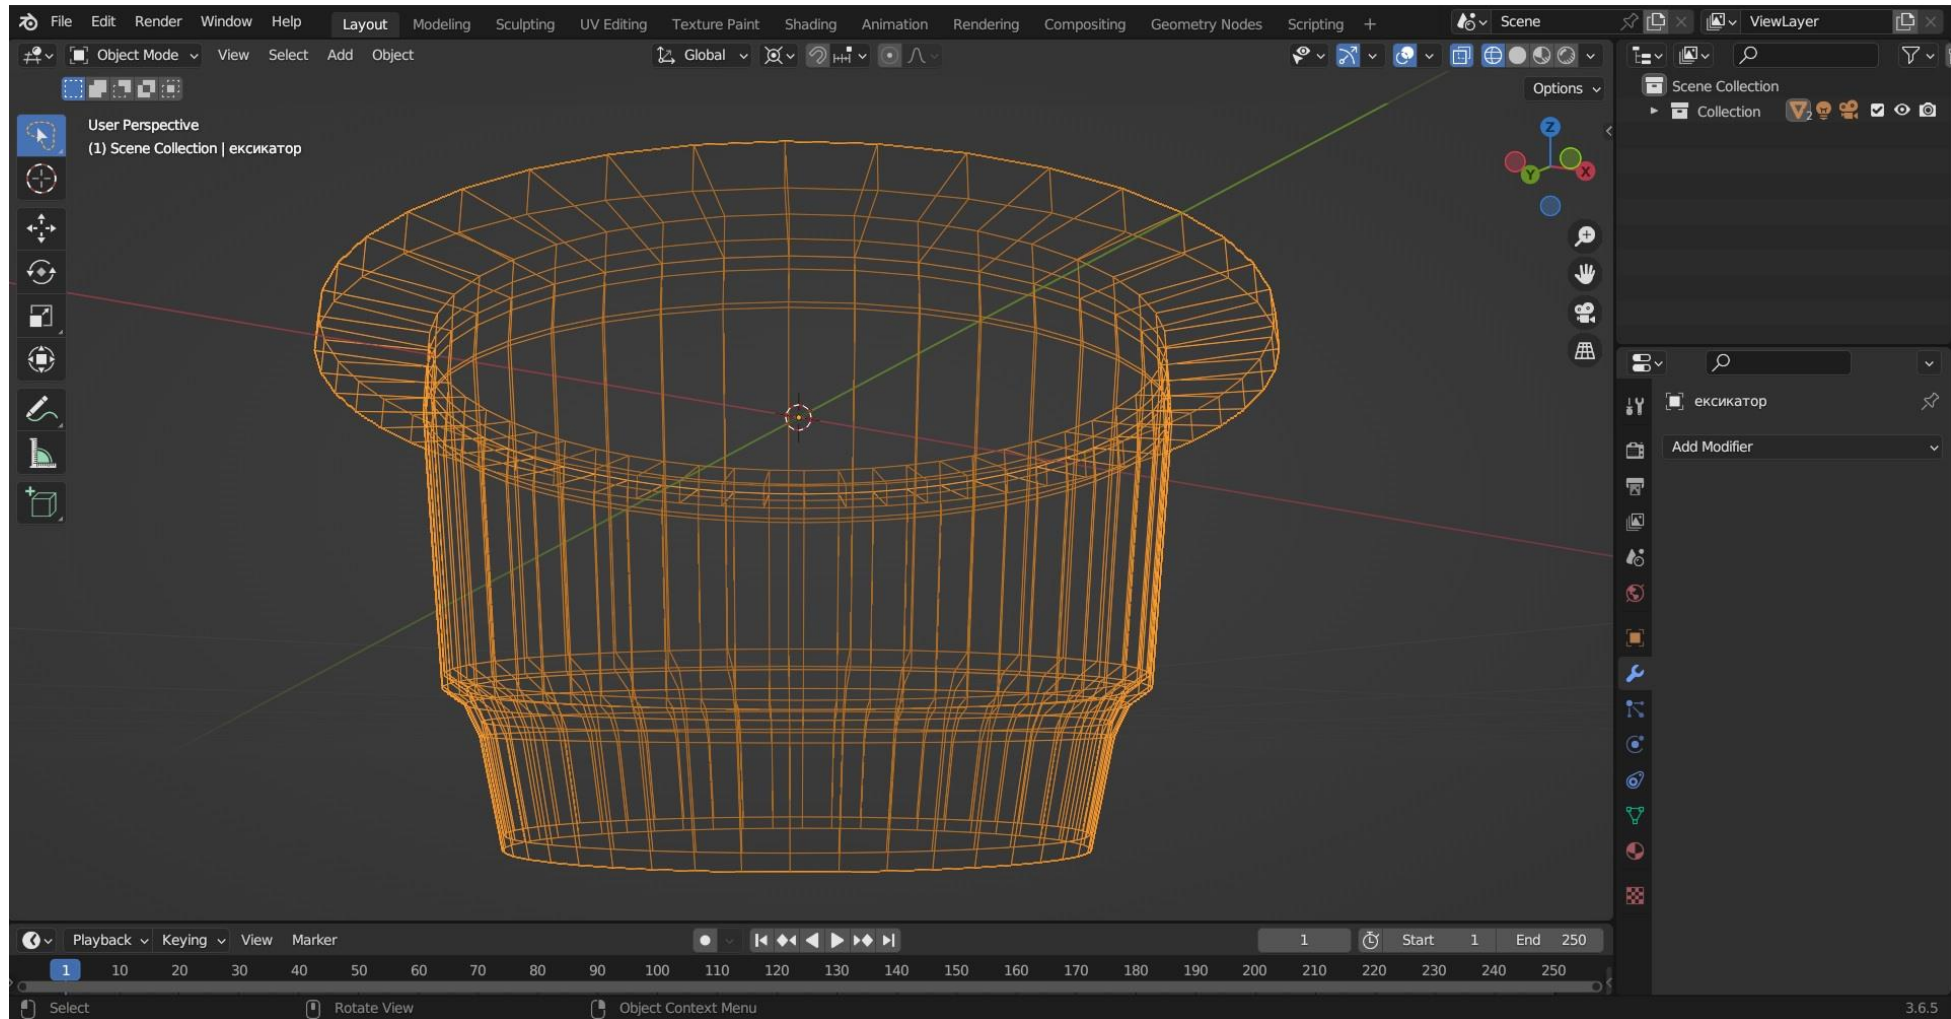 File Edit Render Window Help Layout Modeling Sculpting UV Editing Texture Paint Shading Animation Rendering Compositing Geometry Nodes Scripting + Scene ViewLayer
Object Mode View Select Add Object Global
Options
User Perspective
(1) Scene Collection | ексикатор
Z
Y
X
Scene Collection
Collection 2
ексикатор
Add Modifier
Playback Keying View Marker 1 Start 1 End 250
1 10 20 30 40 50 60 70 80 90 100 110 120 130 140 150 160 170 180 190 200 210 220 230 240 250
Select Rotate View Object Context Menu 3.6.5